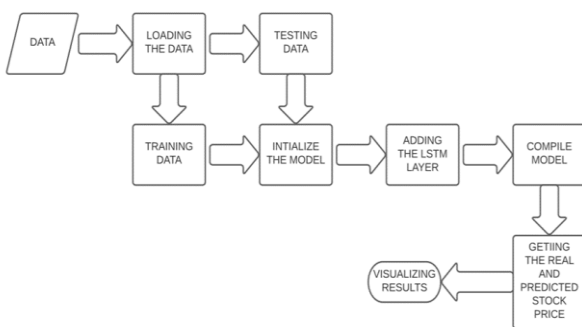 DATA
LOADING
THE DATA
TESTING
DATA
TRAINING
DATA
INTIALIZE
THE MODEL
ADDING
THE LSTM
LAYER
COMPILE
MODEL
GETIING
THE REAL
AND
PREDICTED
STOCK
PRICE
VISUALIZING
RESULTS